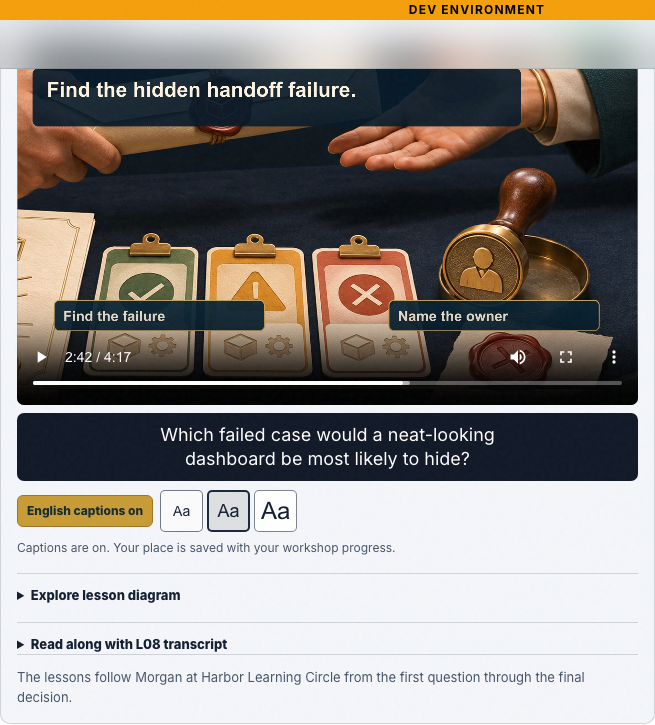 DEV ENVIRONMENT
Find the hidden handoff failure.
Find the failure
Name the owner
2:42 / 4:17
Which failed case would a neat-looking
dashboard be most likely to hide?
English captions on
Aa
Aa
Aa
Captions are on. Your place is saved with your workshop progress.
Explore lesson diagram
Read along with L08 transcript
The lessons follow Morgan at Harbor Learning Circle from the first question through the final
decision.